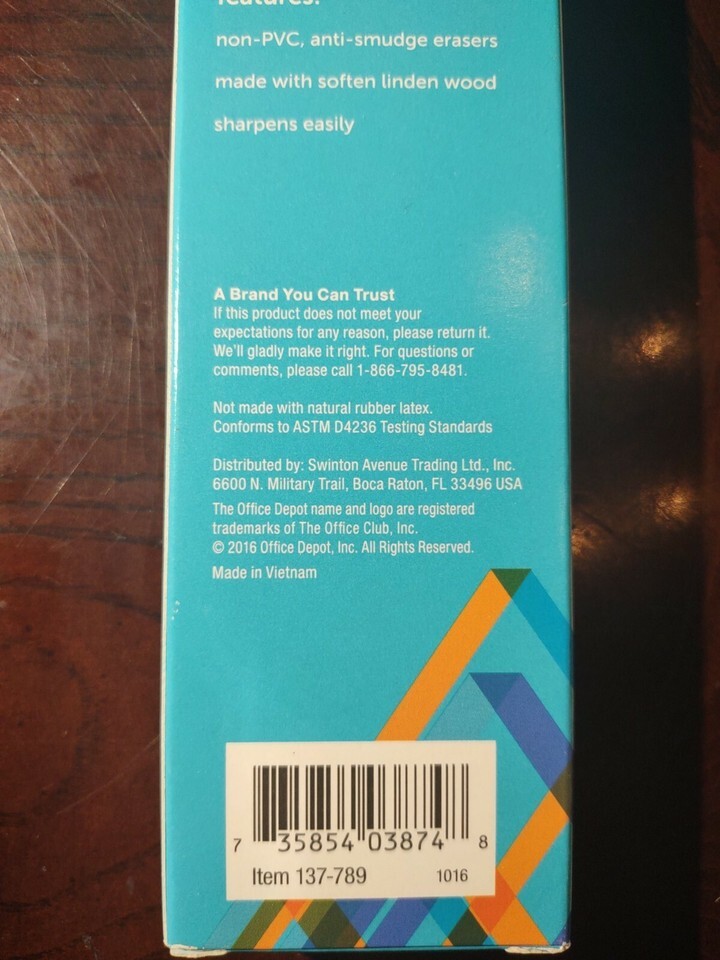 features:
non-PVC, anti-smudge erasers
made with soften linden wood
sharpens easily
A Brand You Can Trust
If this product does not meet your
expectations for any reason, please return it.
We'll gladly make it right. For questions or
comments, please call 1-866-795-8481.
Not made with natural rubber latex.
Conforms to ASTM D4236 Testing Standards
Distributed by: Swinton Avenue Trading Ltd., Inc.
6600 N. Military Trail, Boca Raton, FL 33496 USA
The Office Depot name and logo are registered
trademarks of The Office Club, Inc.
© 2016 Office Depot, Inc. All Rights Reserved.
Made in Vietnam
7 35854 03874 8
Item 137-789 1016